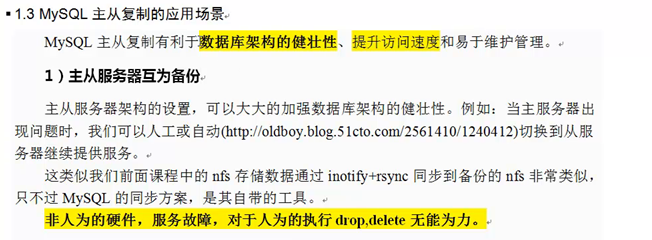 ▪ 1.3 MySQL 主从复制的应用场景
MySQL 主从复制有利于数据库架构的健壮性、提升访问速度和易于维护管理。
1）主从服务器互为备份
主从服务器架构的设置，可以大大的加强数据库架构的健壮性。例如：当主服务器出
现问题时，我们可以人工或自动(http://oldboy.blog.51cto.com/2561410/1240412)切换到从服
务器继续提供服务。
这类似我们前面课程中的 nfs 存储数据通过 inotify+rsync 同步到备份的 nfs 非常类似，
只不过 MySQL 的同步方案，是其自带的工具。
非人为的硬件，服务故障，对于人为的执行 drop,delete 无能为力。